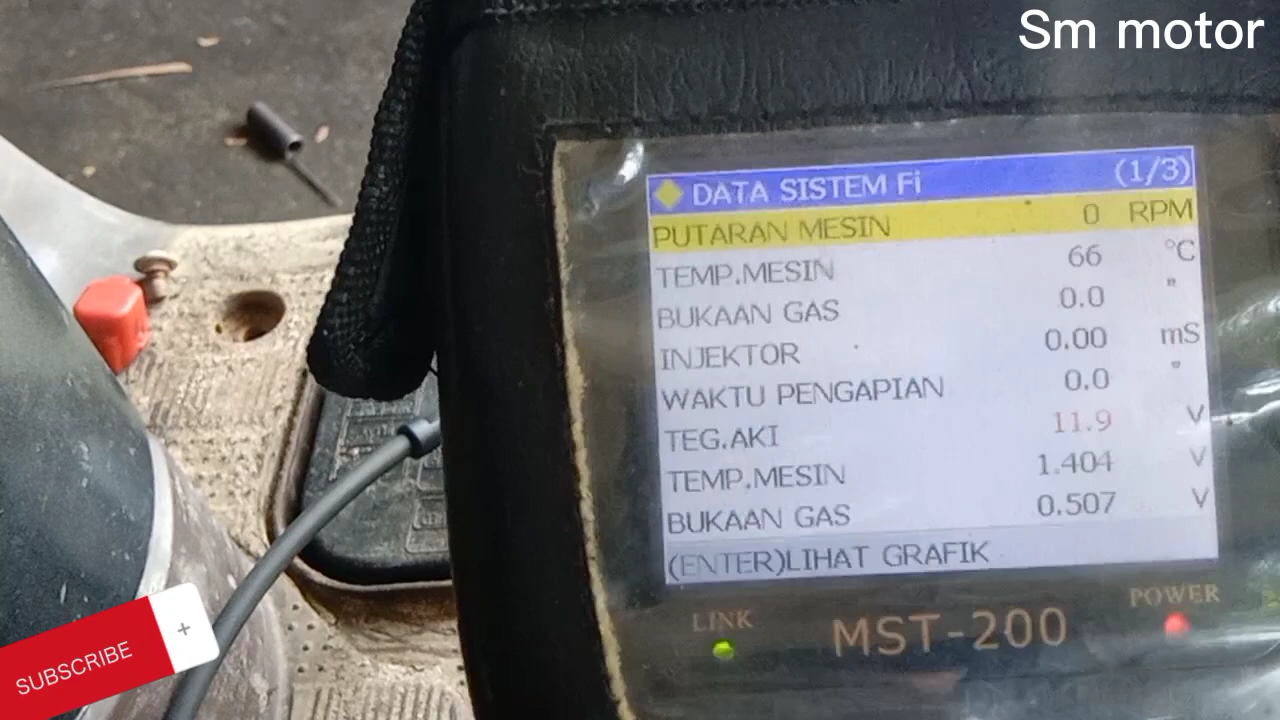 Sm motor
DATA SISTEM Fi (1/3)
PUTARAN MESIN 0 RPM
TEMP.MESIN 66 °C
BUKAAN GAS 0.0 °
INJEKTOR 0.00 mS
WAKTU PENGAPIAN 0.0 °
TEG.AKI 11.9 V
TEMP.MESIN 1.404 V
BUKAAN GAS 0.507 V
(ENTER)LIHAT GRAFIK
LINK MST-200 POWER
SUBSCRIBE +